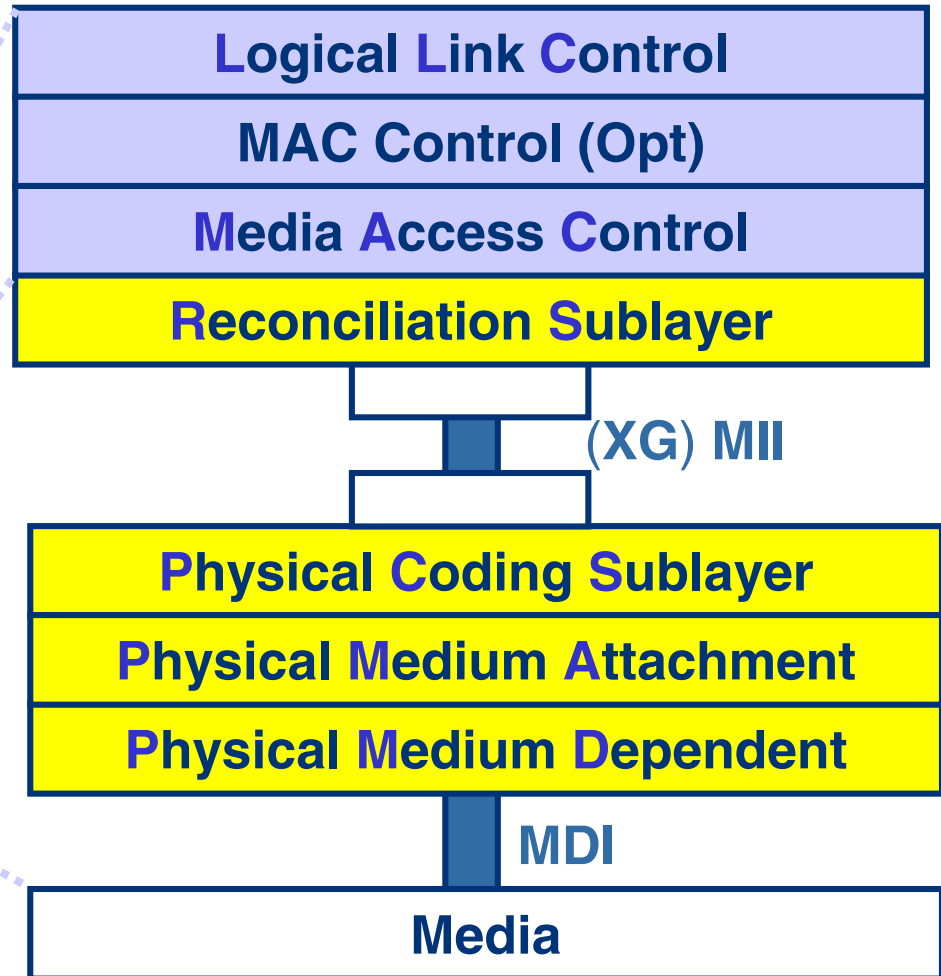 Logical Link Control
MAC Control (Opt)
Media Access Control
Reconciliation Sublayer
(XG) MII
Physical Coding Sublayer
Physical Medium Attachment
Physical Medium Dependent
MDI
Media